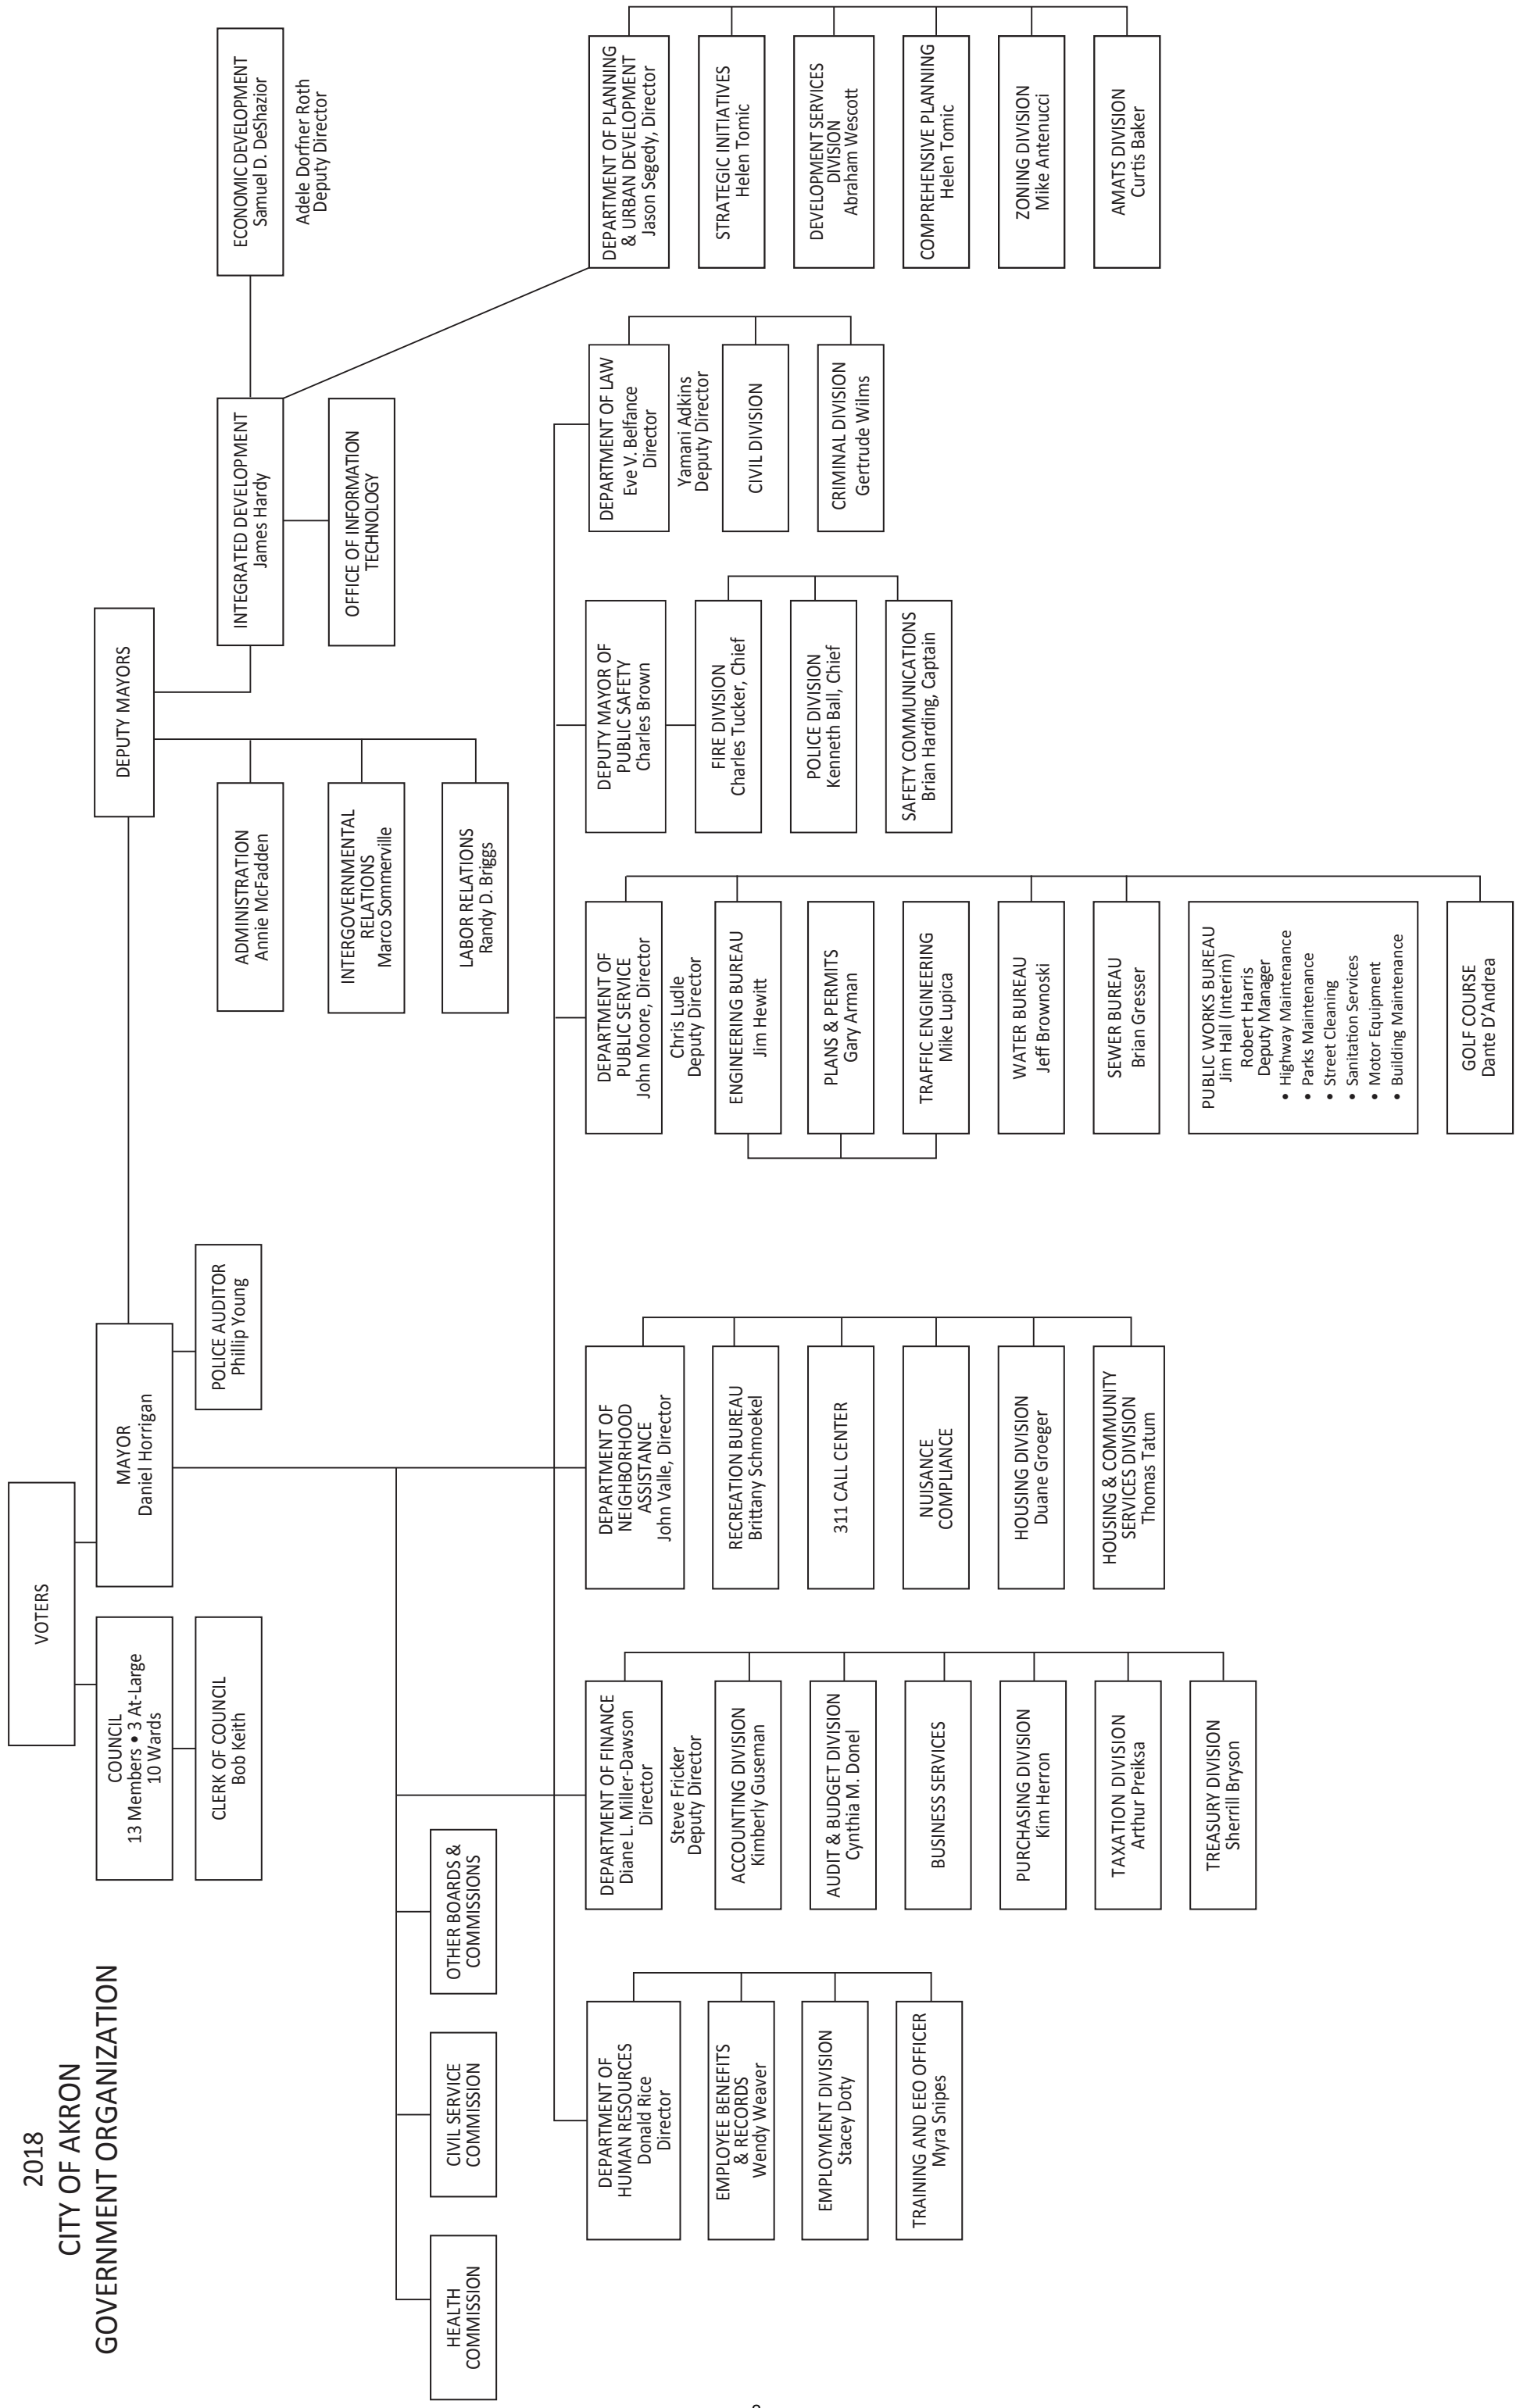 2018
CITY OF AKRON
GOVERNMENT ORGANIZATION
VOTERS
COUNCIL
13 Members • 3 At-Large
10 Wards
CLERK OF COUNCIL
Bob Keith
MAYOR
Daniel Horrigan
POLICE AUDITOR
Phillip Young
DEPUTY MAYORS
ADMINISTRATION
Annie McFadden
INTERGOVERNMENTAL
RELATIONS
Marco Sommerville
LABOR RELATIONS
Randy D. Briggs
INTEGRATED DEVELOPMENT
James Hardy
OFFICE OF INFORMATION
TECHNOLOGY
ECONOMIC DEVELOPMENT
Samuel D. DeShazior
Adele Dorfner Roth
Deputy Director
HEALTH
COMMISSION
CIVIL SERVICE
COMMISSION
OTHER BOARDS &
COMMISSIONS
DEPARTMENT OF
HUMAN RESOURCES
Donald Rice
Director
EMPLOYEE BENEFITS
& RECORDS
Wendy Weaver
EMPLOYMENT DIVISION
Stacey Doty
TRAINING AND EEO OFFICER
Myra Snipes
DEPARTMENT OF FINANCE
Diane L. Miller-Dawson
Director
Steve Fricker
Deputy Director
ACCOUNTING DIVISION
Kimberly Guseman
AUDIT & BUDGET DIVISION
Cynthia M. Donel
BUSINESS SERVICES
PURCHASING DIVISION
Kim Herron
TAXATION DIVISION
Arthur Preiksa
TREASURY DIVISION
Sherrill Bryson
DEPARTMENT OF
NEIGHBORHOOD
ASSISTANCE
John Valle, Director
RECREATION BUREAU
Brittany Schmoekel
311 CALL CENTER
NUISANCE
COMPLIANCE
HOUSING DIVISION
Duane Groeger
HOUSING & COMMUNITY
SERVICES DIVISION
Thomas Tatum
DEPARTMENT OF
PUBLIC SERVICE
John Moore, Director
Chris Ludle
Deputy Director
ENGINEERING BUREAU
Jim Hewitt
PLANS & PERMITS
Gary Arman
TRAFFIC ENGINEERING
Mike Lupica
WATER BUREAU
Jeff Brownoski
SEWER BUREAU
Brian Gresser
PUBLIC WORKS BUREAU
Jim Hall (Interim)
Robert Harris
Deputy Manager
• Highway Maintenance
• Parks Maintenance
• Street Cleaning
• Sanitation Services
• Motor Equipment
• Building Maintenance
GOLF COURSE
Dante D'Andrea
DEPUTY MAYOR OF
PUBLIC SAFETY
Charles Brown
FIRE DIVISION
Charles Tucker, Chief
POLICE DIVISION
Kenneth Ball, Chief
SAFETY COMMUNICATIONS
Brian Harding, Captain
DEPARTMENT OF LAW
Eve V. Belfance
Director
Yamani Adkins
Deputy Director
CIVIL DIVISION
CRIMINAL DIVISION
Gertrude Wilms
DEPARTMENT OF PLANNING
& URBAN DEVELOPMENT
Jason Segedy, Director
STRATEGIC INITIATIVES
Helen Tomic
DEVELOPMENT SERVICES
DIVISION
Abraham Wescott
COMPREHENSIVE PLANNING
Helen Tomic
ZONING DIVISION
Mike Antenucci
AMATS DIVISION
Curtis Baker